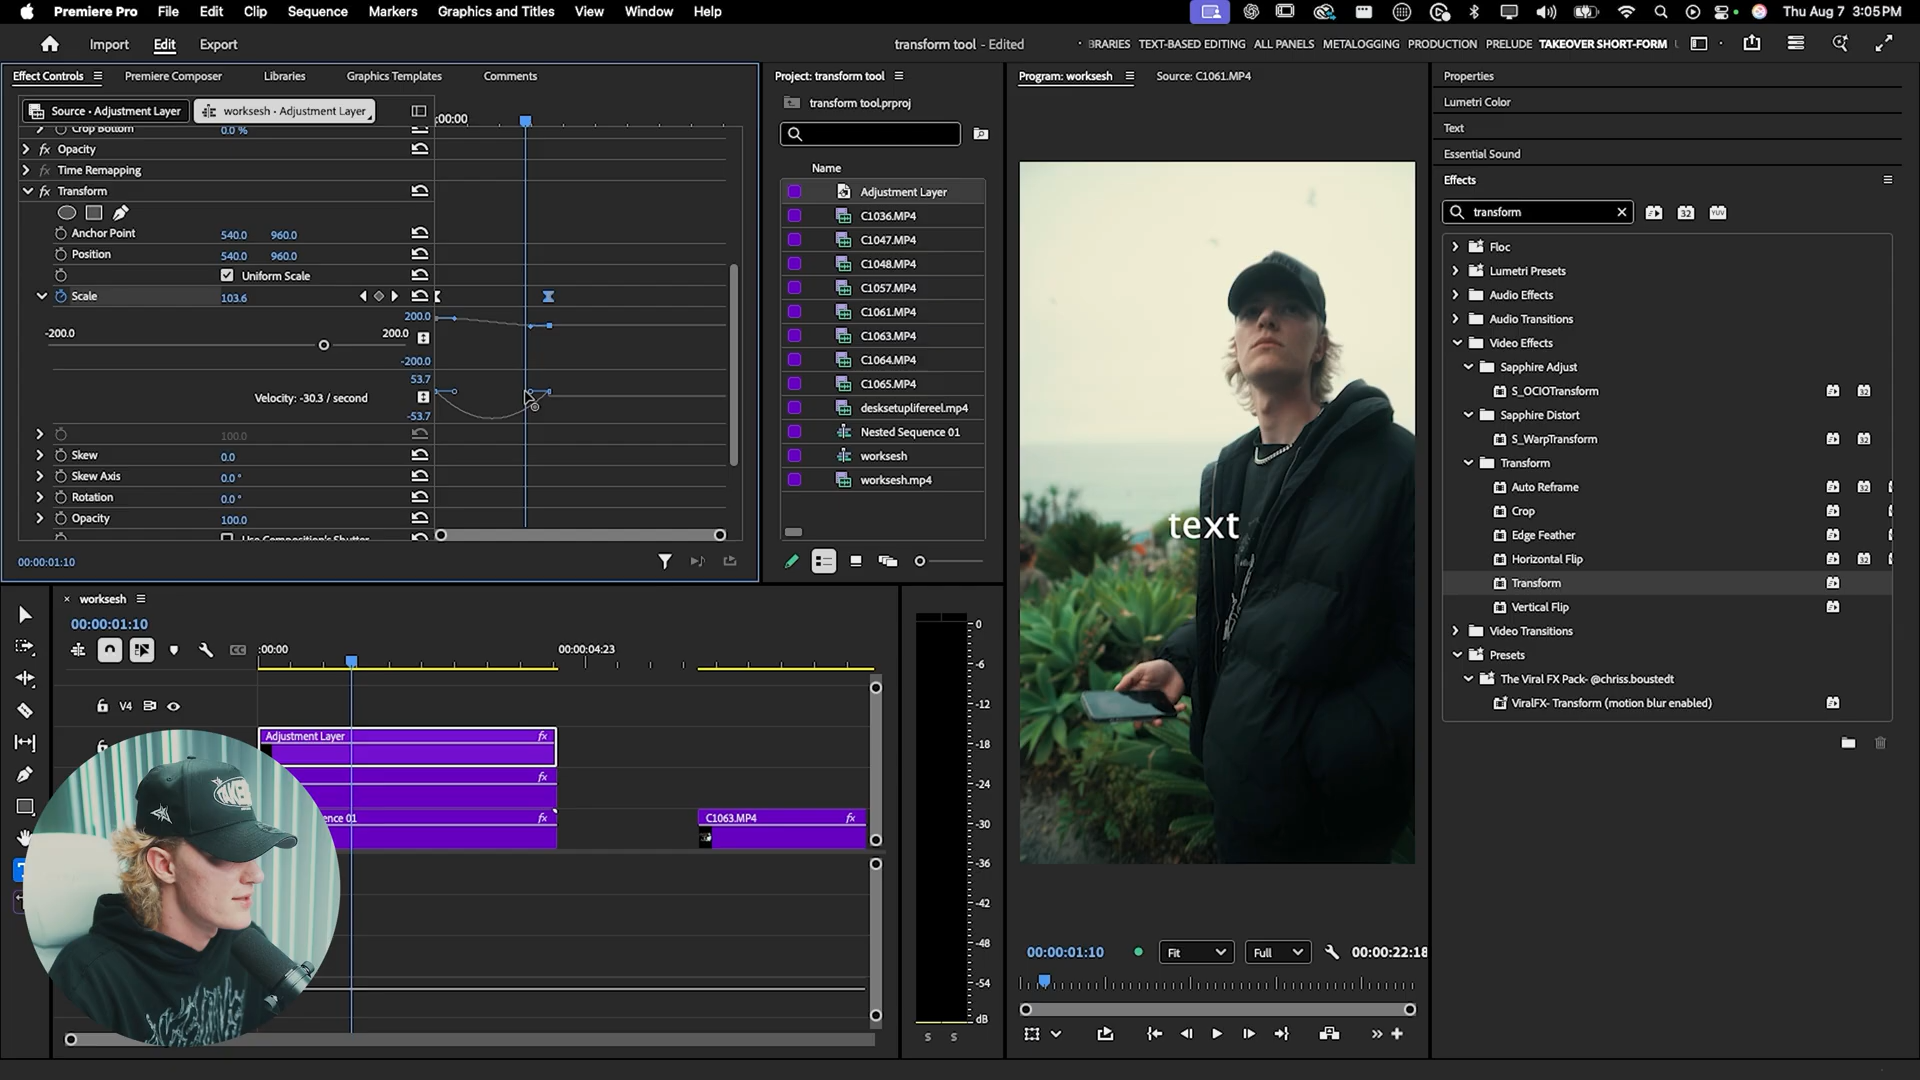 Premiere Pro File Edit Clip Sequence Markers Graphics and Titles View Window Help Thu Aug 7 3:05 PM
Import Edit Export transform tool - Edited BRARIES TEXT-BASED EDITING ALL PANELS METALOGGING PRODUCTION PRELUDE TAKEOVER SHORT-FORM
Effect Controls Premiere Composer Libraries Graphics Templates Comments
Source • Adjustment Layer worksesh • Adjustment Layer
:00:00
Crop Bottom 0.0 %
fx Opacity
fx Time Remapping
fx Transform
Anchor Point 540.0 960.0
Position 540.0 960.0
Uniform Scale
Scale 103.6
200.0
-200.0 200.0
-200.0
53.7
Velocity: -30.3 / second
-53.7
100.0
Skew 0.0
Skew Axis 0.0 °
Rotation 0.0 °
Opacity 100.0
Use Composition's Shutter
00:00:01:10
Project: transform tool
transform tool.prproj
Name
Adjustment Layer
C1036.MP4
C1047.MP4
C1048.MP4
C1057.MP4
C1061.MP4
C1063.MP4
C1064.MP4
C1065.MP4
desksetuplifereel.mp4
Nested Sequence 01
worksesh
worksesh.mp4
Program: worksesh Source: C1061.MP4
text
00:00:01:10 Fit Full 00:00:22:18
Properties
Lumetri Color
Text
Essential Sound
Effects
transform 32 YUV
Floc
Lumetri Presets
Audio Effects
Audio Transitions
Video Effects
Sapphire Adjust
S_OCIOTransform
Sapphire Distort
S_WarpTransform
Transform
Auto Reframe
Crop
Edge Feather
Horizontal Flip
Transform
Vertical Flip
Video Transitions
Presets
The Viral FX Pack- @chriss.boustedt
ViralFX- Transform (motion blur enabled)
× worksesh
00:00:01:10
CC :00:00 00:00:04:23
V4
Adjustment Layer fx
fx
ence 01 fx C1063.MP4 fx
0
-6
-12
-18
-24
-30
-36
-42
-48
-54
dB
S S